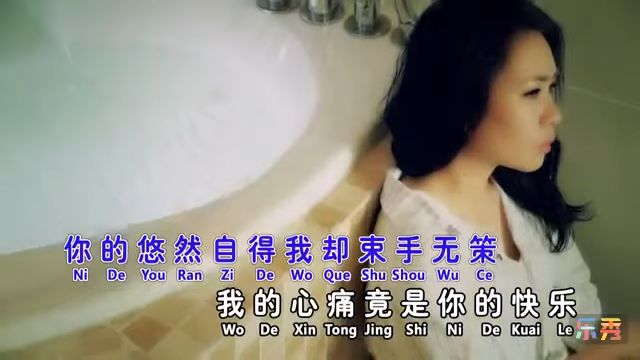 你的悠然自得我却束手无策
Ni De You Ran Zi De Wo Que Shu Shou Wu Ce
我的心痛竟是你的快乐
Wo De Xin Tong Jing Shi Ni De Kuai Le
乐秀